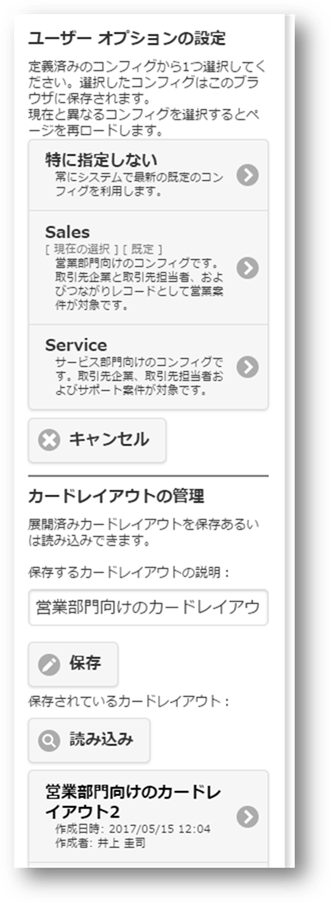 ユーザー オプションの設定
定義済みのコンフィグから1つ選択してく
ださい。選択したコンフィグはこのブラ
ウザに保存されます。
現在と異なるコンフィグを選択するとペ
ージを再ロードします。
特に指定しない
常にシステムで最新の既定のコン
フィグを利用します。
Sales
[ 現在の選択 ] [ 既定 ]
営業部門向けのコンフィグです。
取引先企業と取引先担当者、およ
びつながりレコードとして営業案
件が対象です。
Service
サービス部門向けのコンフィグで
す。取引先企業、取引先担当者お
よびサポート案件が対象です。
キャンセル
カードレイアウトの管理
展開済みカードレイアウトを保存あるい
は読み込みできます。
保存するカードレイアウトの説明：
営業部門向けのカードレイアウ
保存
保存されているカードレイアウト：
読み込み
営業部門向けのカードレ
イアウト2
作成日時: 2017/05/15 12:04
作成者: 井上 圭司